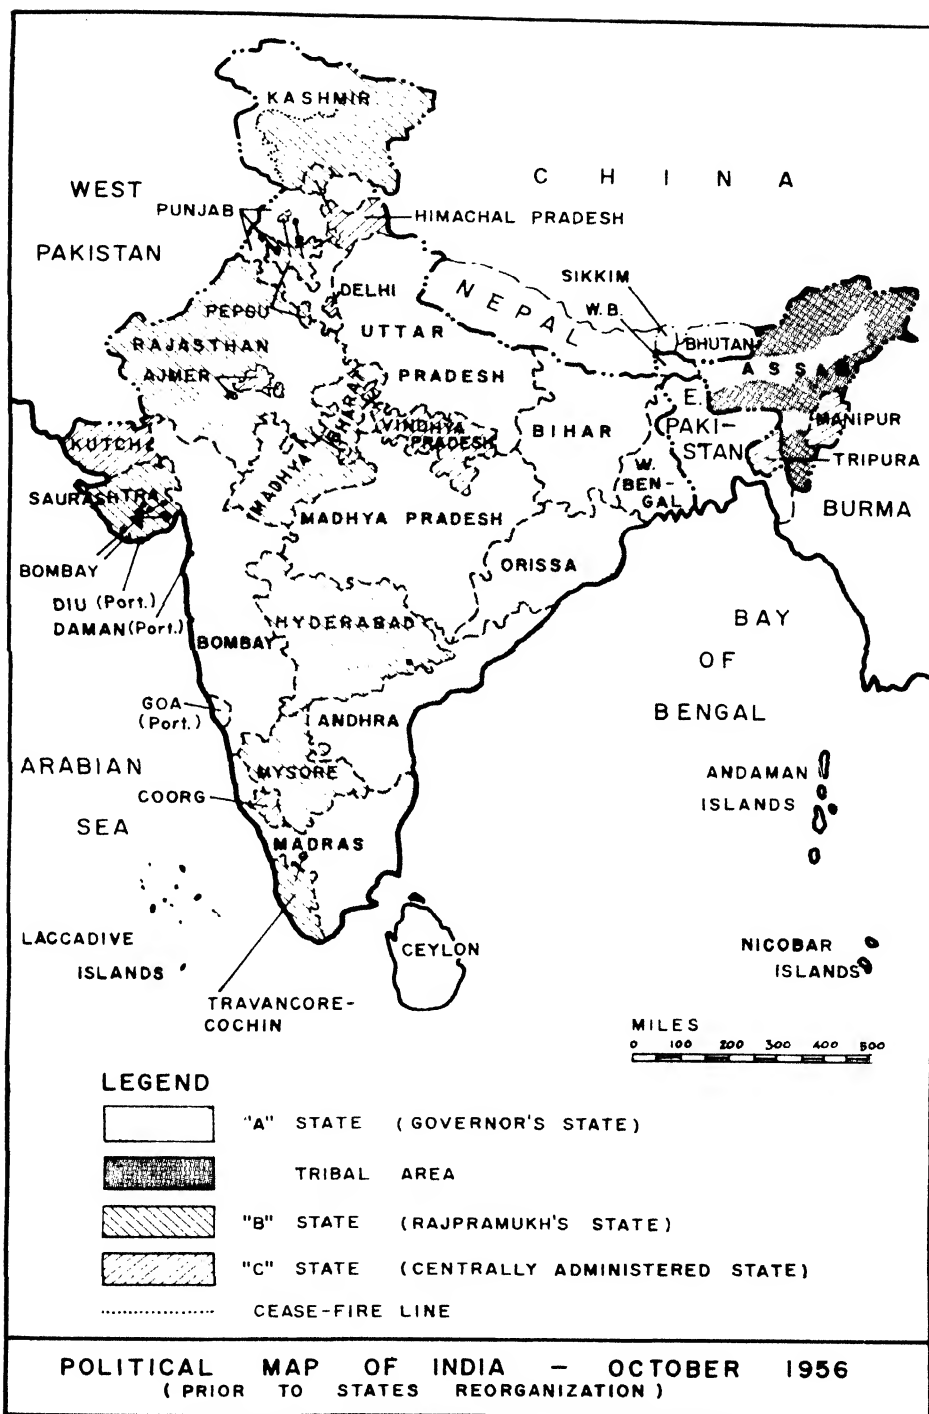 KASHMIR
CHINA
WEST
PAKISTAN
PUNJAB
HIMACHAL PRADESH
SIKKIM
NEPAL
W.B.
DELHI
BHUTAN
PEPSU
UTTAR
PRADESH
RAJASTHAN
AJMER
ASSAM
E.
PAKI-
STAN
MANIPUR
TRIPURA
BURMA
KUTCH
MADHYA BHARAT
VINDHYA
PRADESH
BIHAR
W.
BEN-
GAL
SAURASHTRA
MADHYA PRADESH
BOMBAY
DIU (Port.)
DAMAN (Port.)
ORISSA
HYDERABAD
BOMBAY
BAY
OF
BENGAL
GOA
(Port.)
ANDHRA
ARABIAN
SEA
MYSORE
COORG
MADRAS
ANDAMAN
ISLANDS
LACCADIVE
ISLANDS
CEYLON
NICOBAR
ISLANDS
TRAVANCORE-
COCHIN
MILES
0 100 200 300 400 500
LEGEND
"A" STATE (GOVERNOR'S STATE)
TRIBAL AREA
"B" STATE (RAJPRAMUKH'S STATE)
"C" STATE (CENTRALLY ADMINISTERED STATE)
CEASE-FIRE LINE
POLITICAL MAP OF INDIA — OCTOBER 1956
(PRIOR TO STATES REORGANIZATION)